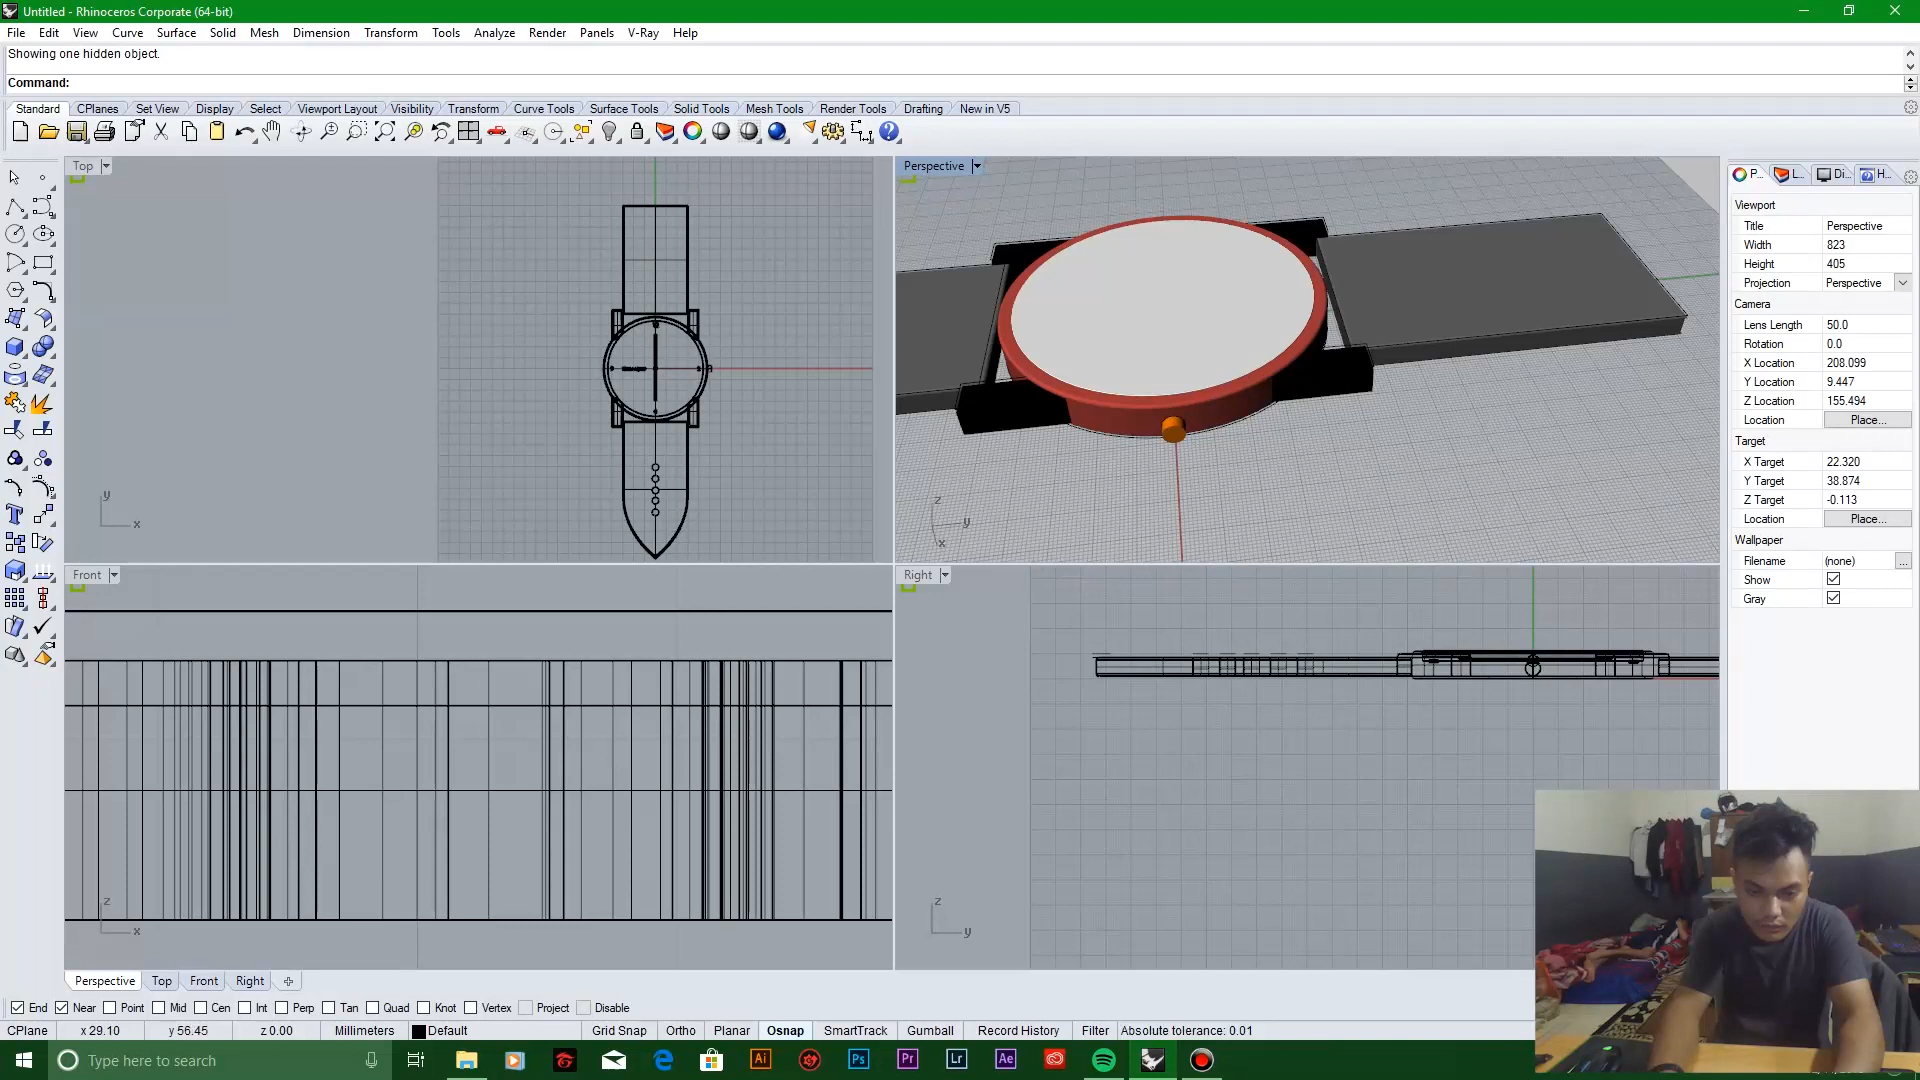 Untitled - Rhinoceros Corporate (64-bit)
File Edit View Curve Surface Solid Mesh Dimension Transform Tools Analyze Render Panels V-Ray Help
Showing one hidden object.
Command:
Standard CPlanes Set View Display Select Viewport Layout Visibility Transform Curve Tools Surface Tools Solid Tools Mesh Tools Render Tools Drafting New in V5
Top
Perspective
P... L... Di... H...
Viewport
Title Perspective
Width 823
Height 405
Projection Perspective
Camera
Lens Length 50.0
Rotation 0.0
X Location 208.099
Y Location 9.447
Z Location 155.494
Location Place...
Target
X Target 22.320
Y Target 38.874
Z Target -0.113
Location Place...
Wallpaper
Filename (none) ...
Show
Gray
y
x
z
y
x
Front
Right
z
x
z
y
Perspective Top Front Right
End Near Point Mid Cen Int Perp Tan Quad Knot Vertex Project Disable
CPlane x 29.10 y 56.45 z 0.00 Millimeters Default Grid Snap Ortho Planar Osnap SmartTrack Gumball Record History Filter Absolute tolerance: 0.01
Type here to search
Ai Ps Pr Lr Ae